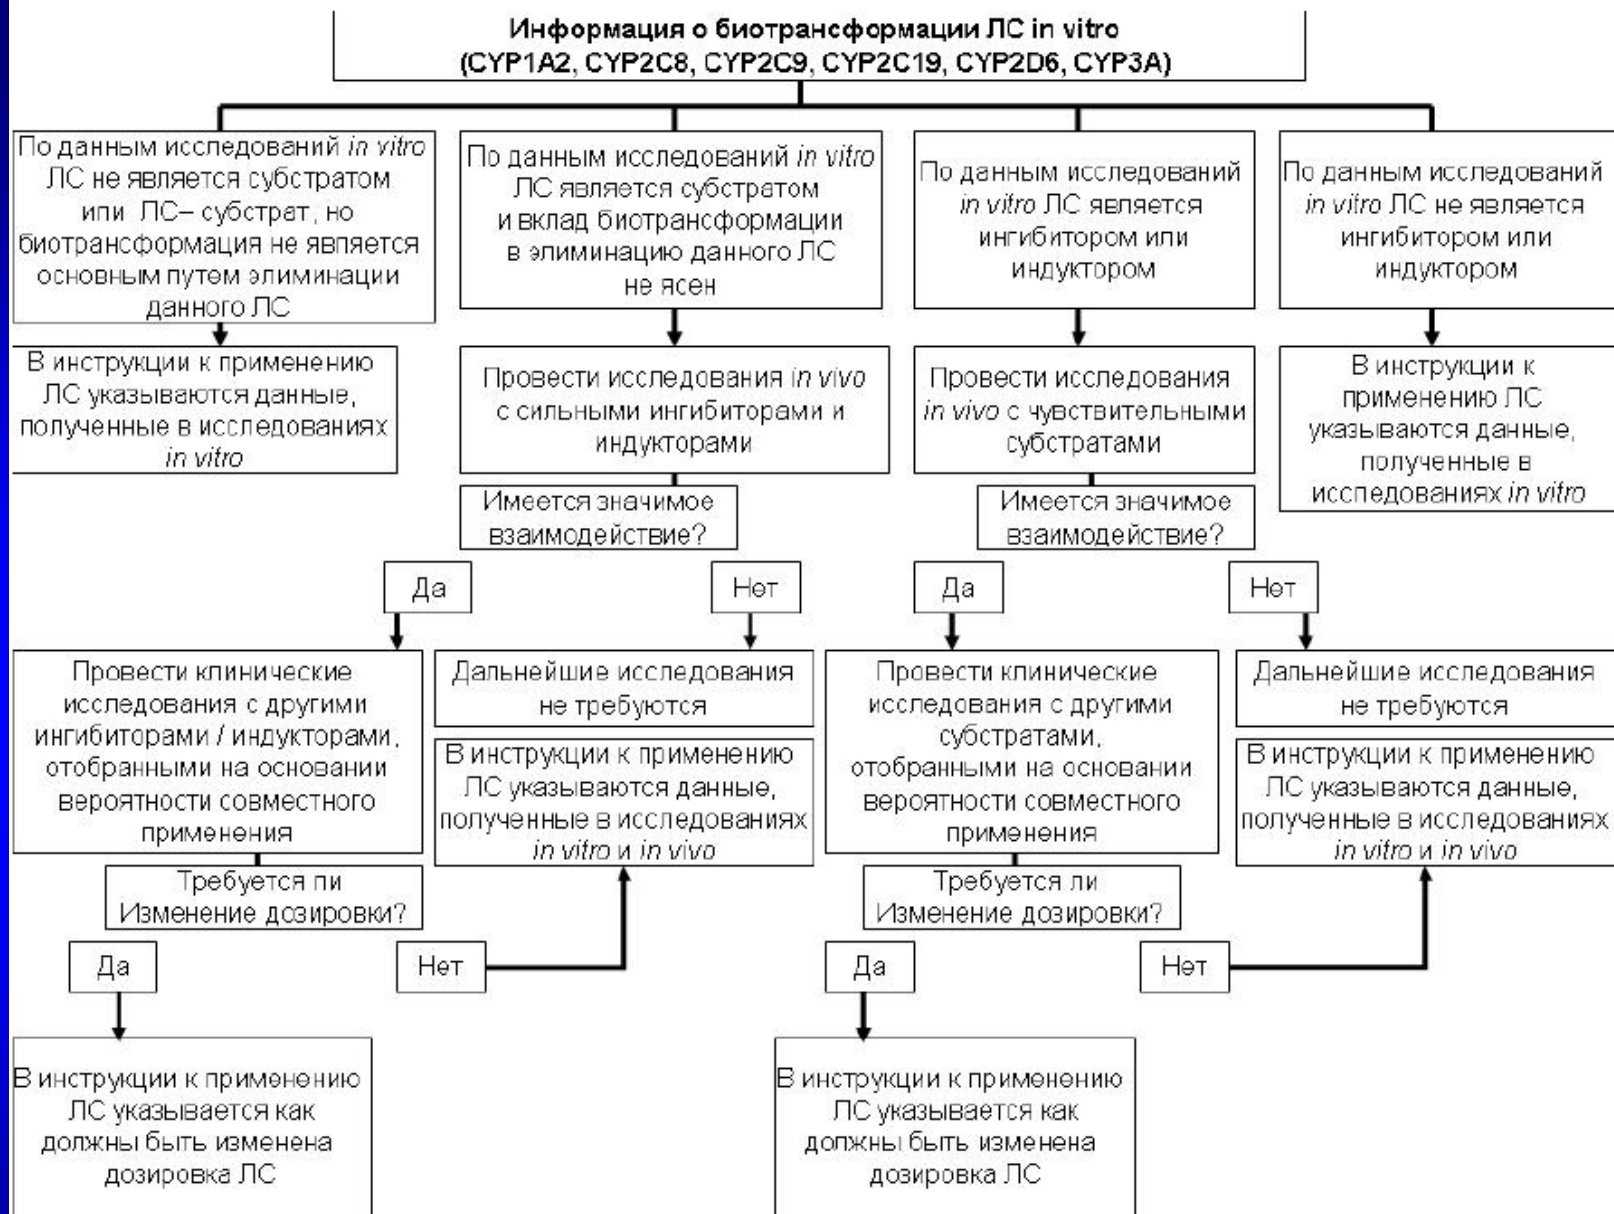 Информация о биотрансформации ЛС in vitro
(CYP1A2, CYP2C8, CYP2C9, CYP2C19, CYP2D6, CYP3A)
По данным исследований in vitro
ЛС не является субстратом
или ЛС– субстрат, но
биотрансформация не является
основным путем элиминации
данного ЛС
По данным исследований in vitro
ЛС является субстратом
и вклад биотрансформации
в элиминацию данного ЛС
не ясен
По данным исследований
in vitro ЛС является
ингибитором или
индуктором
По данным исследований
in vitro ЛС не является
ингибитором или
индуктором
В инструкции к применению
ЛС указываются данные,
полученные в исследованиях
in vitro
Провести исследования in vivo
с сильными ингибиторами и
индукторами
Провести исследования
in vivo с чувствительными
субстратами
В инструкции к
применению ЛС
указываются данные,
полученные в
исследованиях in vitro
Имеется значимое
взаимодействие?
Имеется значимое
взаимодействие?
Да
Нет
Да
Нет
Провести клинические
исследования с другими
ингибиторами / индукторами,
отобранными на основании
вероятности совместного
применения
Дальнейшие исследования
не требуются
В инструкции к применению
ЛС указываются данные,
полученные в исследованиях
in vitro и in vivo
Провести клинические
исследования с другими
субстратами,
отобранными на основании
вероятности совместного
применения
Дальнейшие исследования
не требуются
В инструкции к применению
ЛС указываются данные,
полученные в исследованиях
in vitro и in vivo
Требуется ли
Изменение дозировки?
Требуется ли
Изменение дозировки?
Да
Нет
Да
Нет
В инструкции к применению
ЛС указывается как
должны быть изменена
дозировка ЛС
В инструкции к применению
ЛС указывается как
должны быть изменена
дозировка ЛС